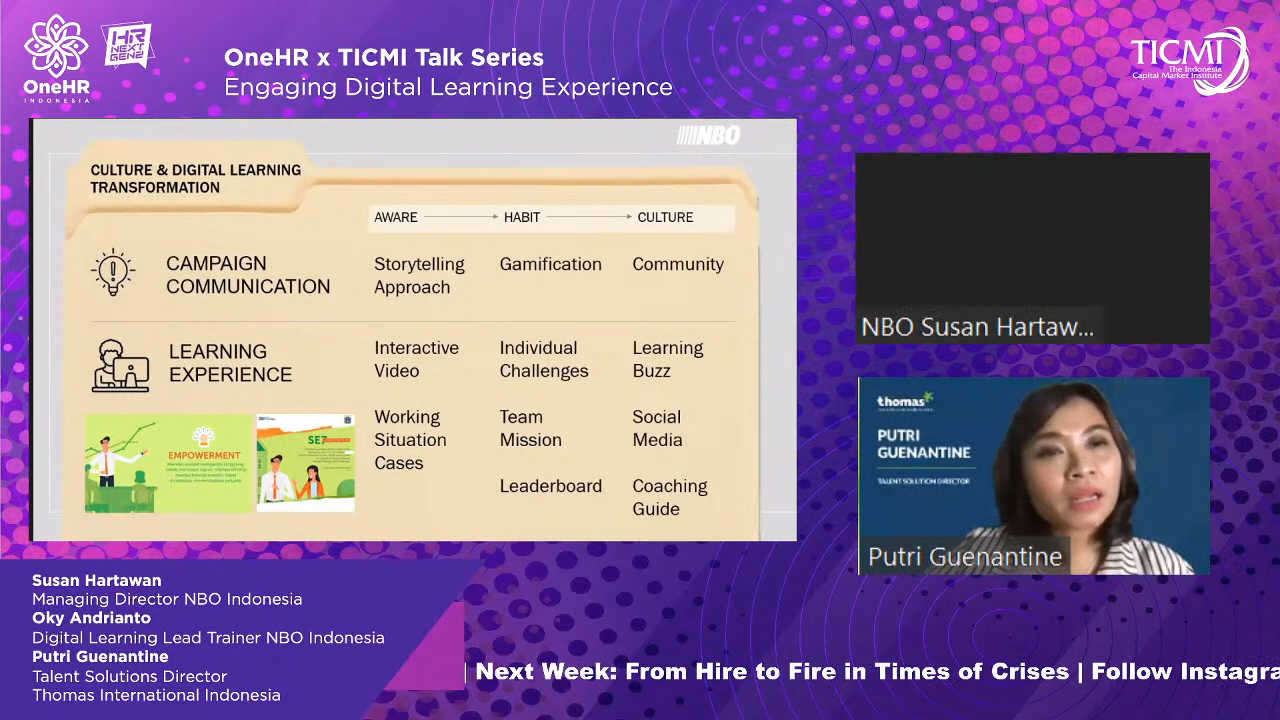 OneHR
INDONESIA
HR
NEXT
GEN2
OneHR x TICMI Talk Series
Engaging Digital Learning Experience
TICMI
The Indonesia
Capital Market Institute
NBO
CULTURE & DIGITAL LEARNING
TRANSFORMATION
AWARE HABIT CULTURE
CAMPAIGN
COMMUNICATION
Storytelling
Approach
Gamification
Community
LEARNING
EXPERIENCE
Interactive
Video
Individual
Challenges
Learning
Buzz
Working
Situation
Cases
Team
Mission
Social
Media
Leaderboard
Coaching
Guide
EMPOWERMENT
SE7
NBO Susan Hartaw...
thomas
PUTRI
GUENANTINE
TALENT SOLUTION DIRECTOR
Putri Guenantine
Susan Hartawan
Managing Director NBO Indonesia
Oky Andrianto
Digital Learning Lead Trainer NBO Indonesia
Putri Guenantine
Talent Solutions Director
Thomas International Indonesia
| Next Week: From Hire to Fire in Times of Crises | Follow Instagra